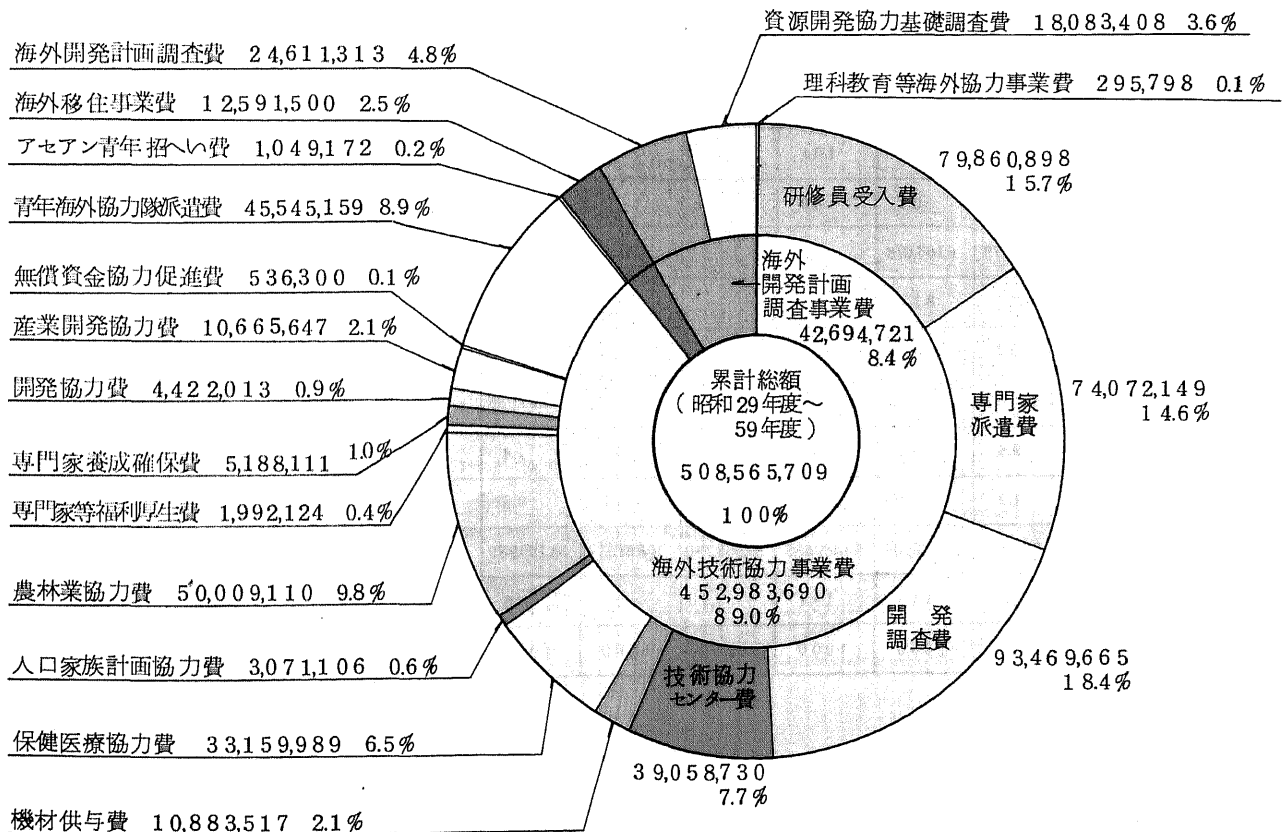 資源開発協力基礎調査費 18,083,408 3.6%
海外開発計画調査費 24,611,313 4.8%
理科教育等海外協力事業費 295,798 0.1%
海外移住事業費 12,591,500 2.5%
アセアン青年招へい費 1,049,172 0.2%
青年海外協力隊派遣費 45,545,159 8.9%
無償資金協力促進費 536,300 0.1%
産業開発協力費 10,665,647 2.1%
開発協力費 4,422,013 0.9%
専門家養成確保費 5,188,111 1.0%
専門家等福利厚生費 1,992,124 0.4%
農林業協力費 50,009,110 9.8%
人口家族計画協力費 3,071,106 0.6%
保健医療協力費 33,159,989 6.5%
機材供与費 10,883,517 2.1%
79,860,898
15.7%
研修員受入費
専門家
派遣費
74,072,149
14.6%
開発
調査費
93,469,665
18.4%
技術協力
センター費
39,058,730
7.7%
海外
開発計画
調査事業費
42,694,721
8.4%
累計総額
(昭和29年度~
59年度)
508,565,709
100%
海外技術協力事業費
452,983,690
89.0%